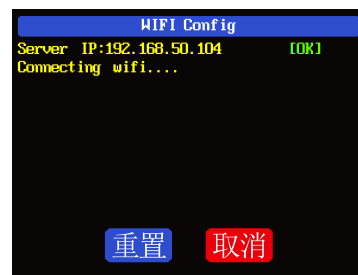 WIFI Config
Server IP:192.168.50.104 [OK]
Connecting wifi....
重置 取消